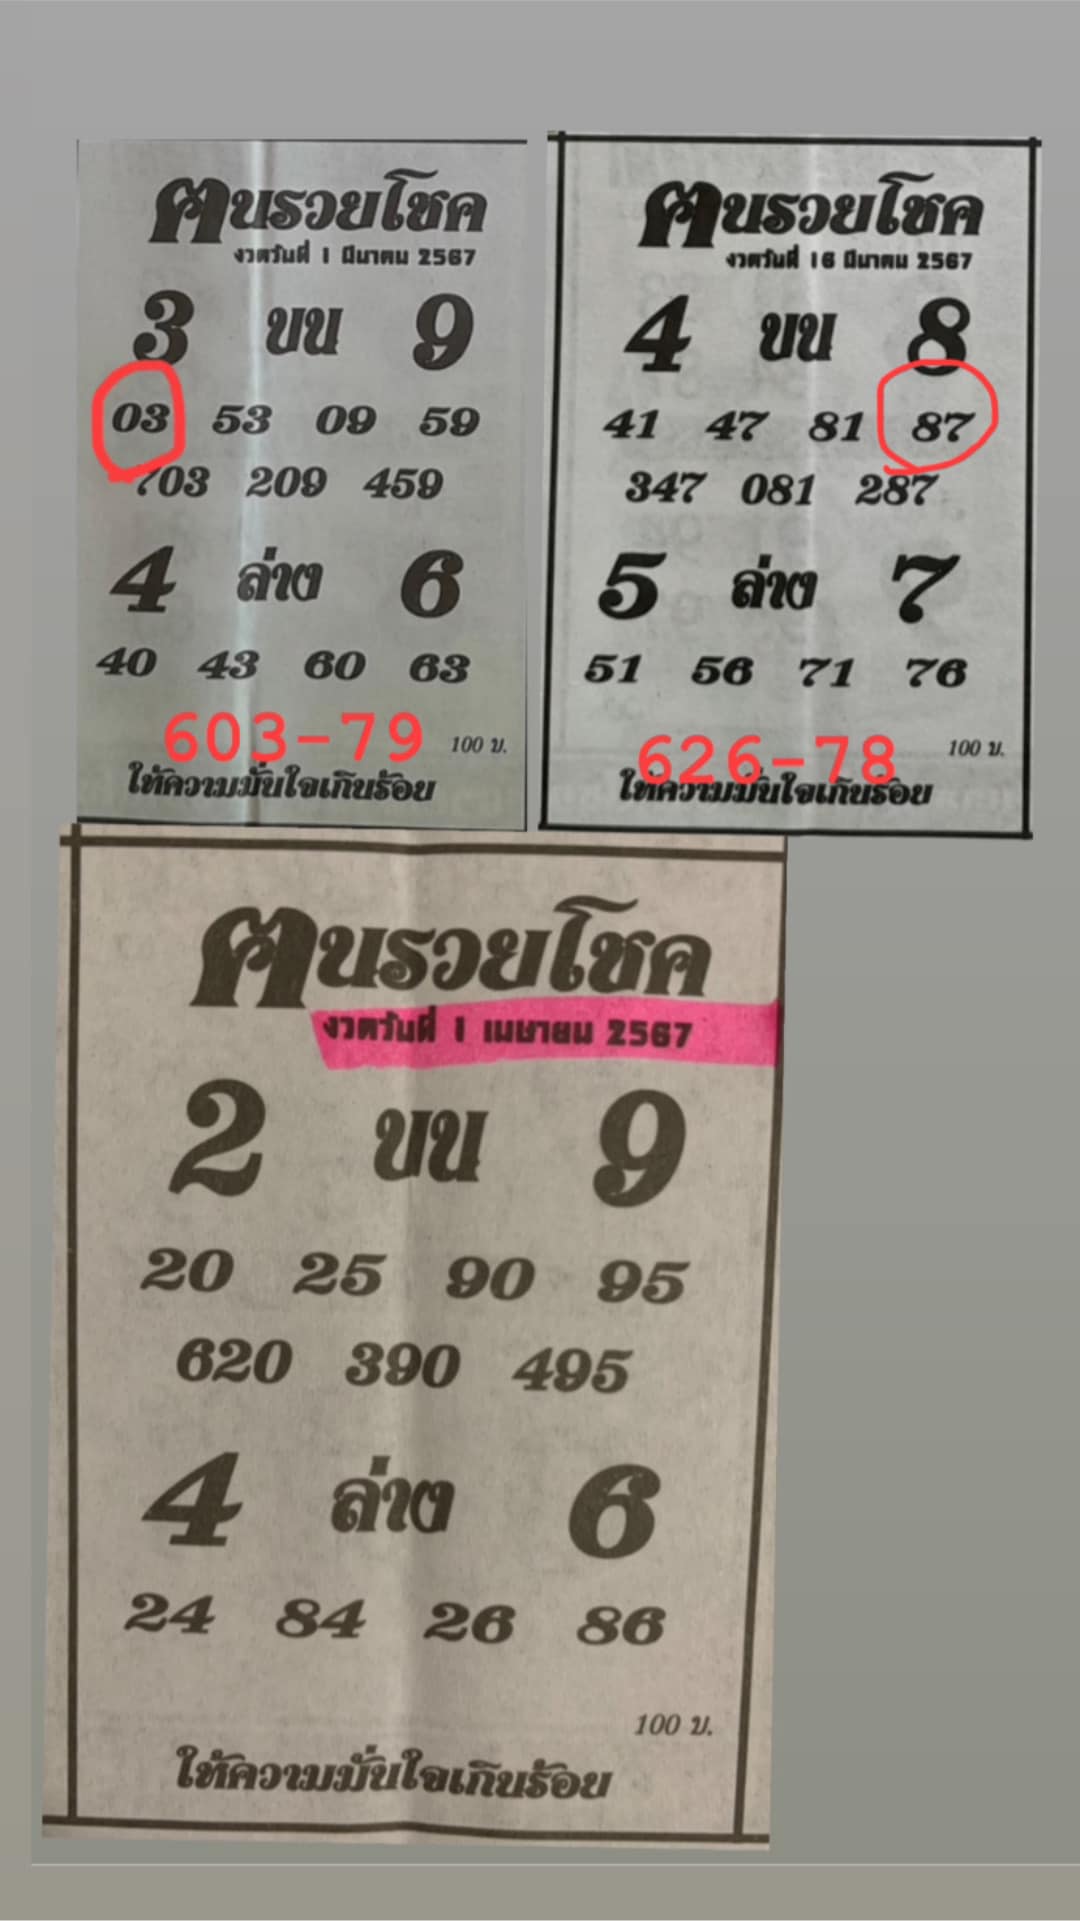 คนรวยโชค
งวดวันที่ 1 มีนาคม 2567
3 บน 9
03 53 09 59
703 209 459
4 ล่าง 6
40 43 60 63
603-79
100 บ.
ให้ความมั่นใจเกินร้อย
คนรวยโชค
งวดวันที่ 16 มีนาคม 2567
4 บน 8
41 47 81 87
347 081 287
5 ล่าง 7
51 56 71 76
626-78
100 บ.
ให้ความมั่นใจเกินร้อย
คนรวยโชค
งวดวันที่ 1 เมษายน 2567
2 บน 9
20 25 90 95
620 390 495
4 ล่าง 6
24 84 26 86
100 บ.
ให้ความมั่นใจเกินร้อย